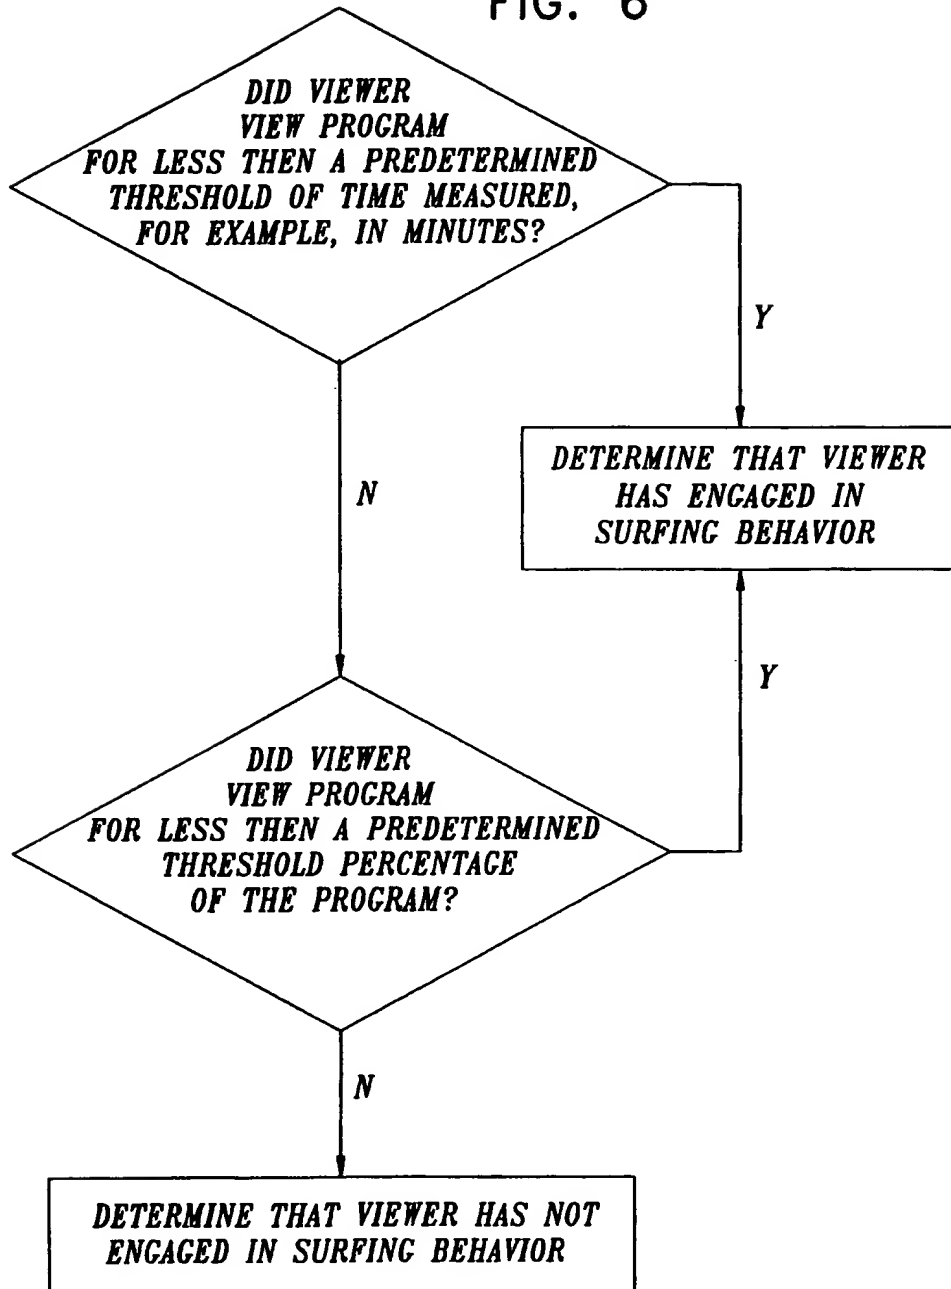 FIG. 6
DID VIEWER
VIEW PROGRAM
FOR LESS THEN A PREDETERMINED
THRESHOLD OF TIME MEASURED,
FOR EXAMPLE, IN MINUTES?
Y
N
DETERMINE THAT VIEWER
HAS ENGAGED IN
SURFING BEHAVIOR
Y
DID VIEWER
VIEW PROGRAM
FOR LESS THEN A PREDETERMINED
THRESHOLD PERCENTAGE
OF THE PROGRAM?
N
DETERMINE THAT VIEWER HAS NOT
ENGAGED IN SURFING BEHAVIOR